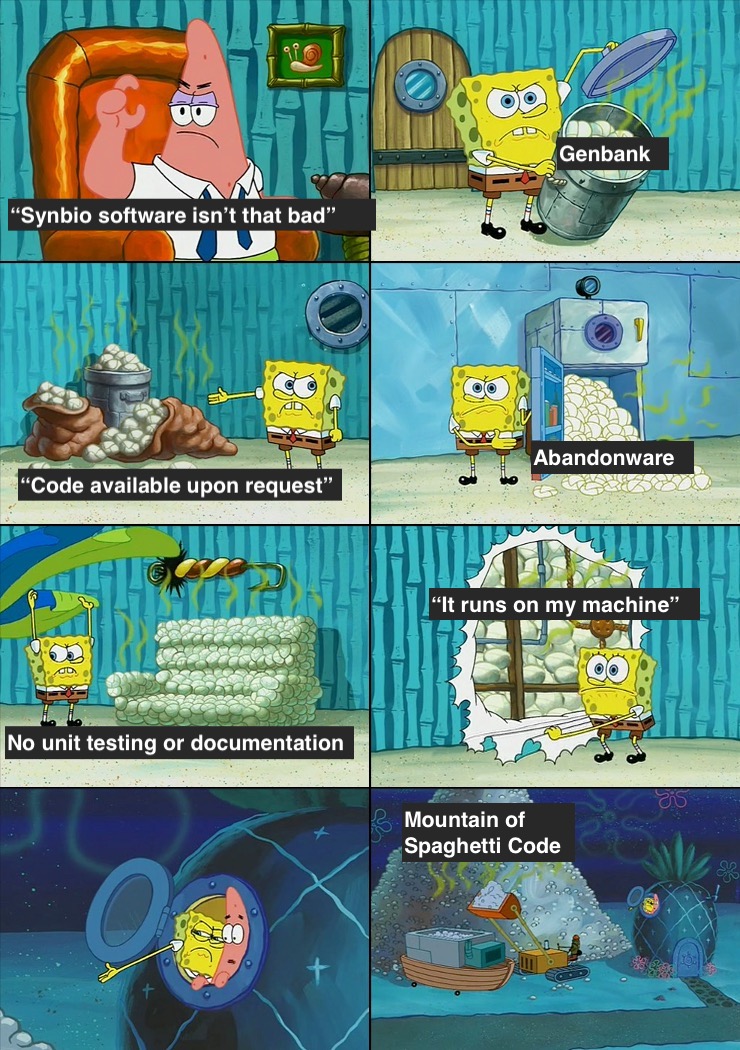 “Synbio software isn’t that bad”
Genbank
“Code available upon request”
Abandonware
No unit testing or documentation
“It runs on my machine”
Mountain of
Spaghetti Code